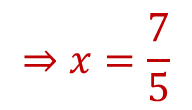 ⇒ x = 7/5